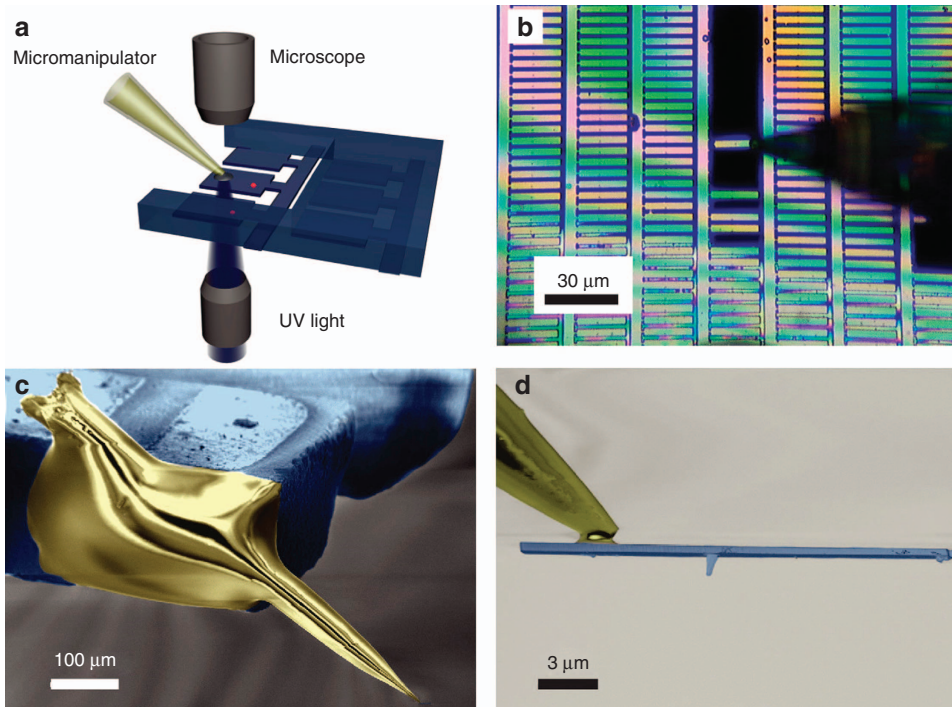 a
Micromanipulator
Microscope
UV light
b
30 μm
c
100 μm
d
3 μm